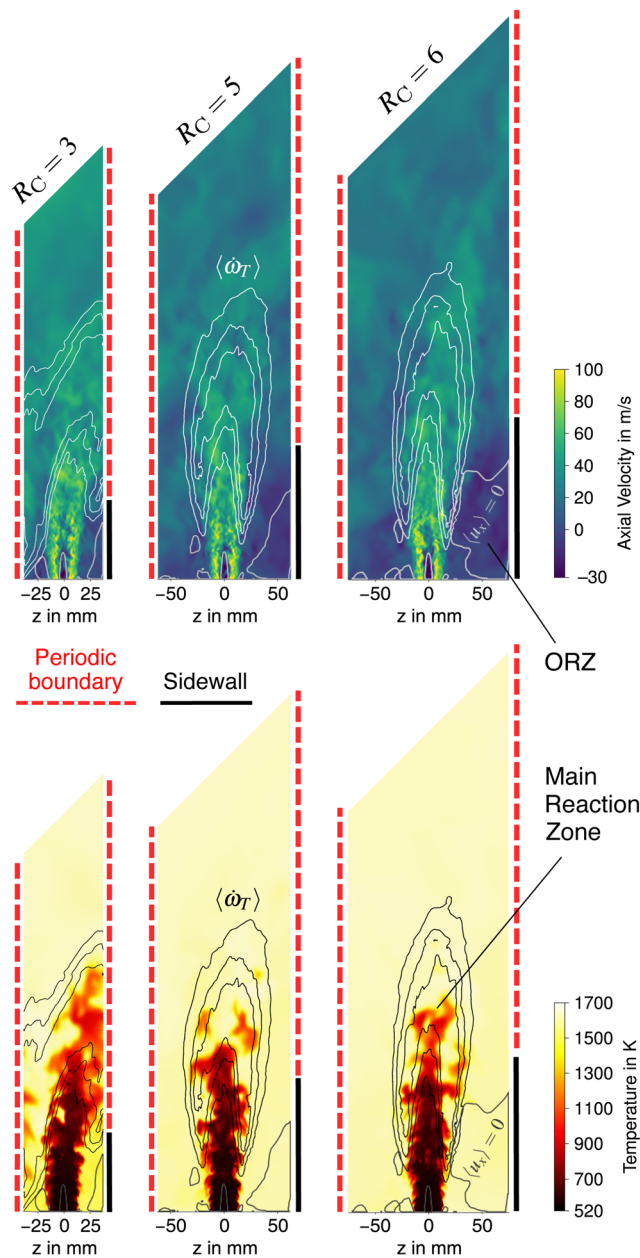 R_C = 3
R_C = 5
R_C = 6
⟨ω̇_T⟩
⟨u_x⟩ = 0
100
80
60
40
20
0
−30
Axial Velocity in m/s
−25 0 25
−50 0 50
−50 0 50
z in mm
z in mm
z in mm
ORZ
Periodic
boundary
Sidewall
Main
Reaction
Zone
⟨ω̇_T⟩
⟨u_x⟩ = 0
1700
1500
1300
1100
900
700
520
Temperature in K
−25 0 25
−50 0 50
−50 0 50
z in mm
z in mm
z in mm